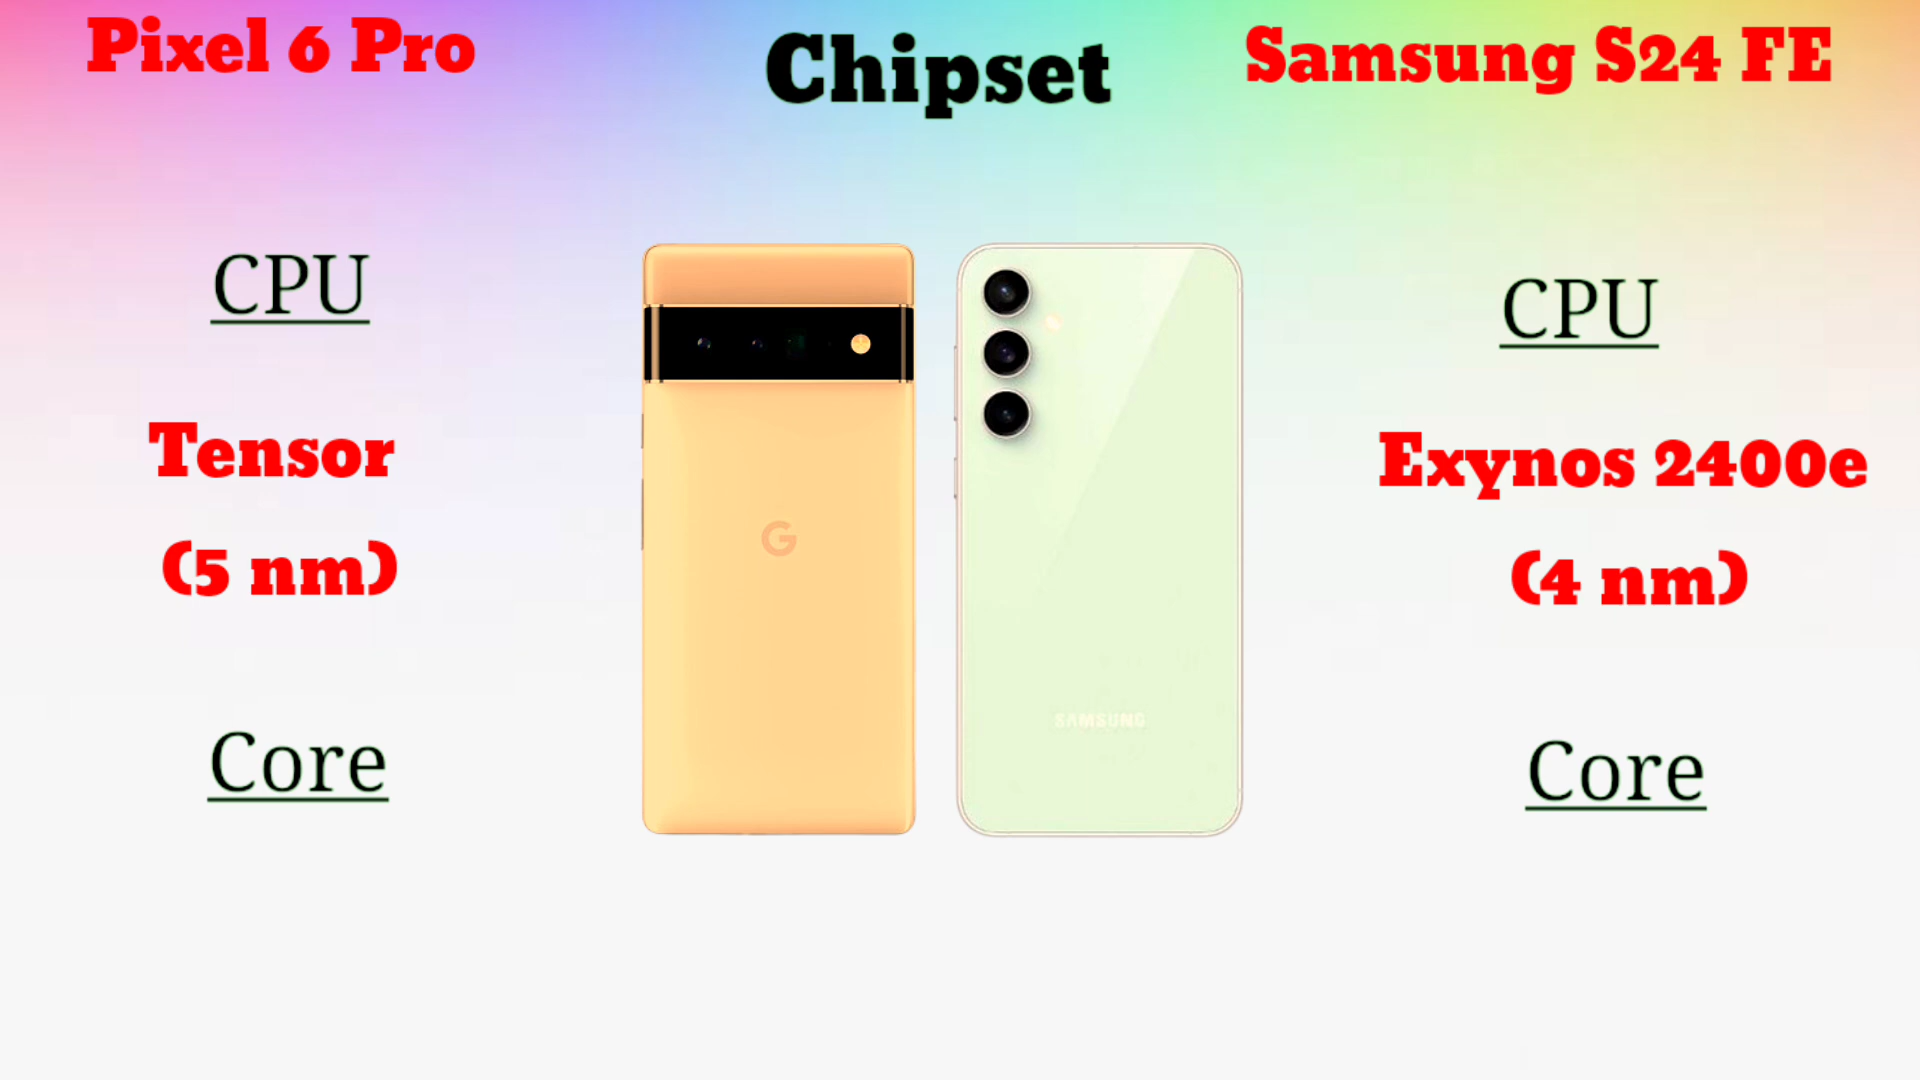 Pixel 6 Pro
Chipset
Samsung S24 FE
CPU
Tensor
(5 nm)
Core
G
SAMSUNG
CPU
Exynos 2400e
(4 nm)
Core